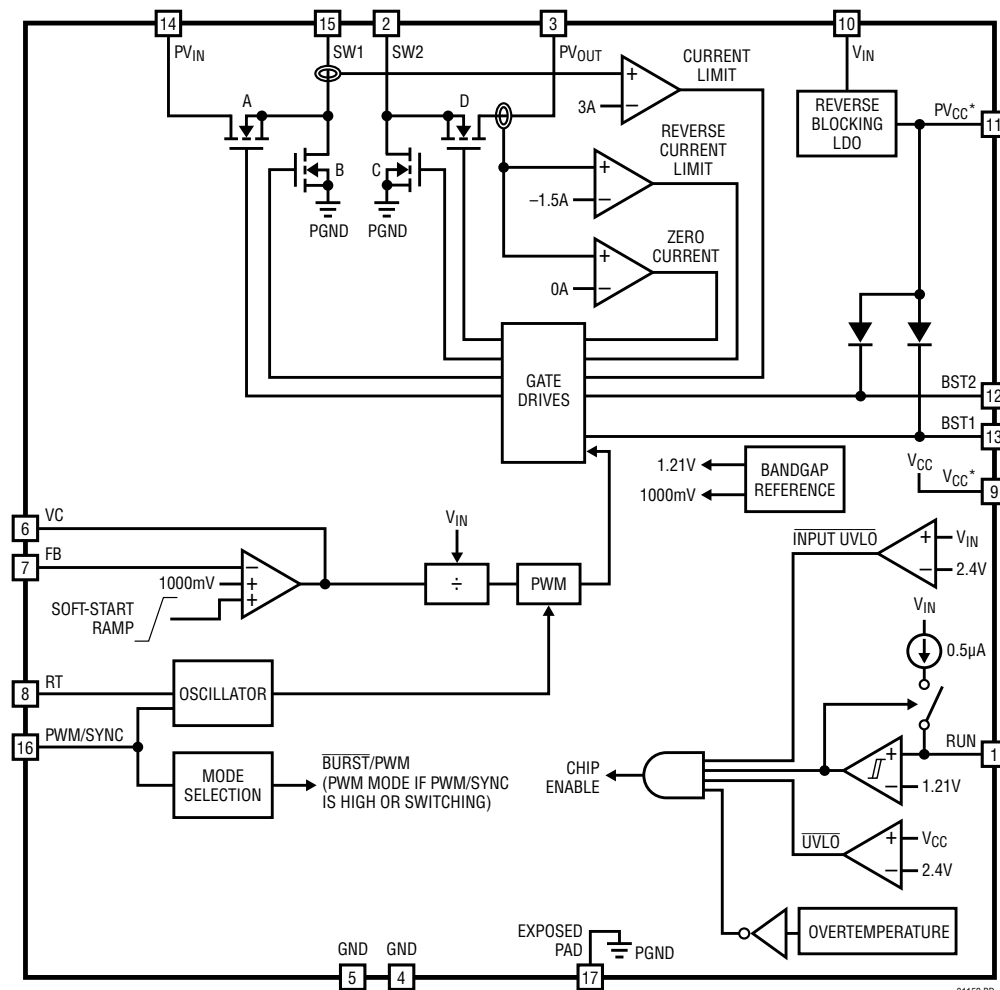 14
15
2
3
10
PVIN
SW1
SW2
PVOUT
VIN
CURRENT
LIMIT
3A
+
–
A
D
REVERSE
BLOCKING
LDO
PVCC*
11
B
C
PGND
PGND
REVERSE
CURRENT
LIMIT
+
–1.5A
–
ZERO
CURRENT
+
0A
–
GATE
DRIVES
BST2
12
BST1
13
1.21V
1000mV
BANDGAP
REFERENCE
VCC
VCC*
9
6
VC
7
FB
1000mV
–
+
+
SOFT-START
RAMP
VIN
÷
PWM
INPUT UVLO
+
VIN
–
2.4V
VIN
0.5µA
8
RT
OSCILLATOR
16
PWM/SYNC
MODE
SELECTION
BURST/PWM
(PWM MODE IF PWM/SYNC
IS HIGH OR SWITCHING)
CHIP
ENABLE
RUN
1
+
–
1.21V
UVLO
+
VCC
–
2.4V
OVERTEMPERATURE
GND
GND
5
4
EXPOSED
PAD
PGND
17